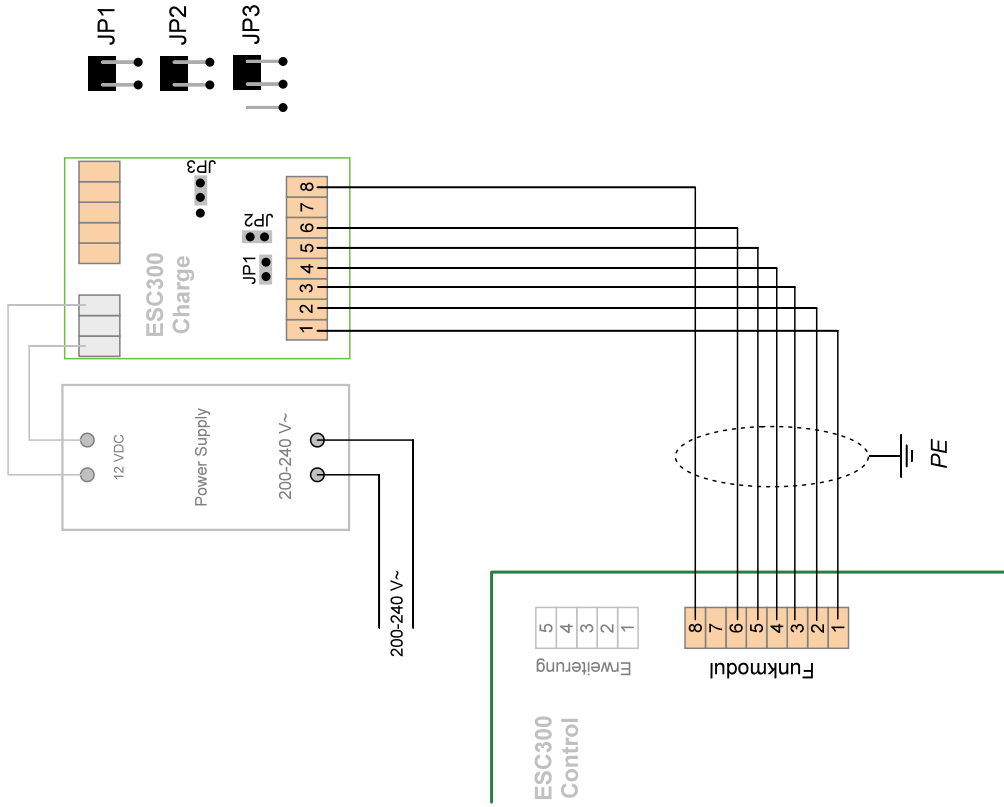 JP1
JP2
JP3
ESC300
Charge
JP3
JP2
JP1
8
7
6
5
4
3
2
1
12 VDC
Power Supply
200-240 V~
200-240 V~
PE
5
4
3
2
1
Erweiterung
8
7
6
5
4
3
2
1
Funkmodul
ESC300
Control